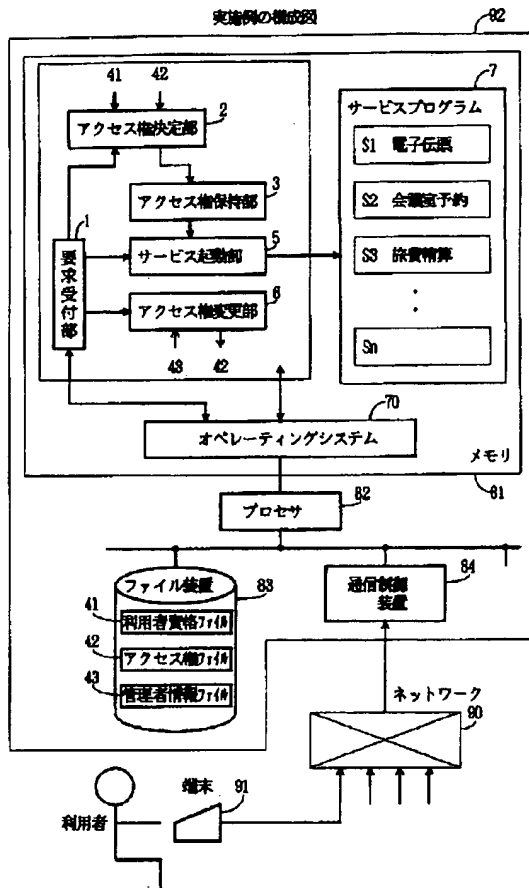 実施例の構成図
92
41
42
2
アクセス権決定部
3
アクセス権保持部
1
要求受付部
5
サービス起動部
6
アクセス権変更部
43
42
7
サービスプログラム
S1 電子伝票
S2 会議室予約
S3 旅費精算
Sn
70
オペレーティングシステム
メモリ
81
プロセッサ
82
ファイル装置
83
41
利用者資格ファイル
42
アクセス権ファイル
43
管理者情報ファイル
84
通信制御
装置
ネットワーク
90
利用者
端末
91